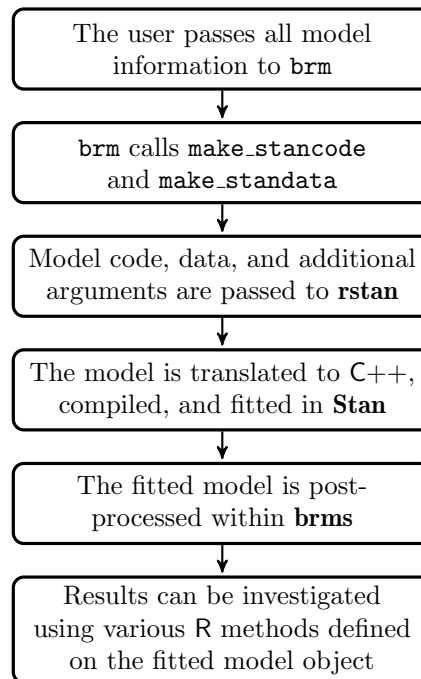 The user passes all model
information to brm
brm calls make_stancode
and make_standata
Model code, data, and additional
arguments are passed to rstan
The model is translated to C++,
compiled, and fitted in Stan
The fitted model is post-
processed within brms
Results can be investigated
using various R methods defined
on the fitted model object